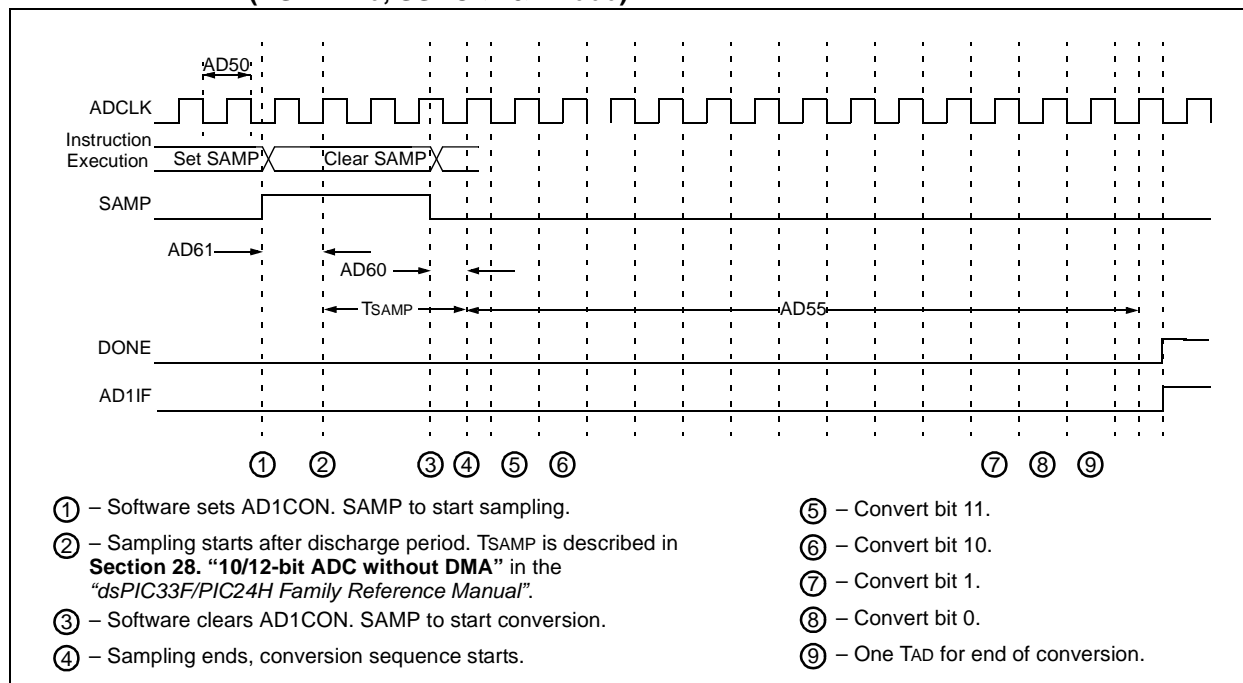 AD50
ADCLK
Instruction
Execution
Set SAMP
Clear SAMP
SAMP
AD61
AD60
TSAMP
AD55
DONE
AD1IF
1 2 3 4 5 6 7 8 9
1 – Software sets AD1CON. SAMP to start sampling.
2 – Sampling starts after discharge period. TSAMP is described in
Section 28. “10/12-bit ADC without DMA” in the
“dsPIC33F/PIC24H Family Reference Manual”.
3 – Software clears AD1CON. SAMP to start conversion.
4 – Sampling ends, conversion sequence starts.
5 – Convert bit 11.
6 – Convert bit 10.
7 – Convert bit 1.
8 – Convert bit 0.
9 – One TAD for end of conversion.